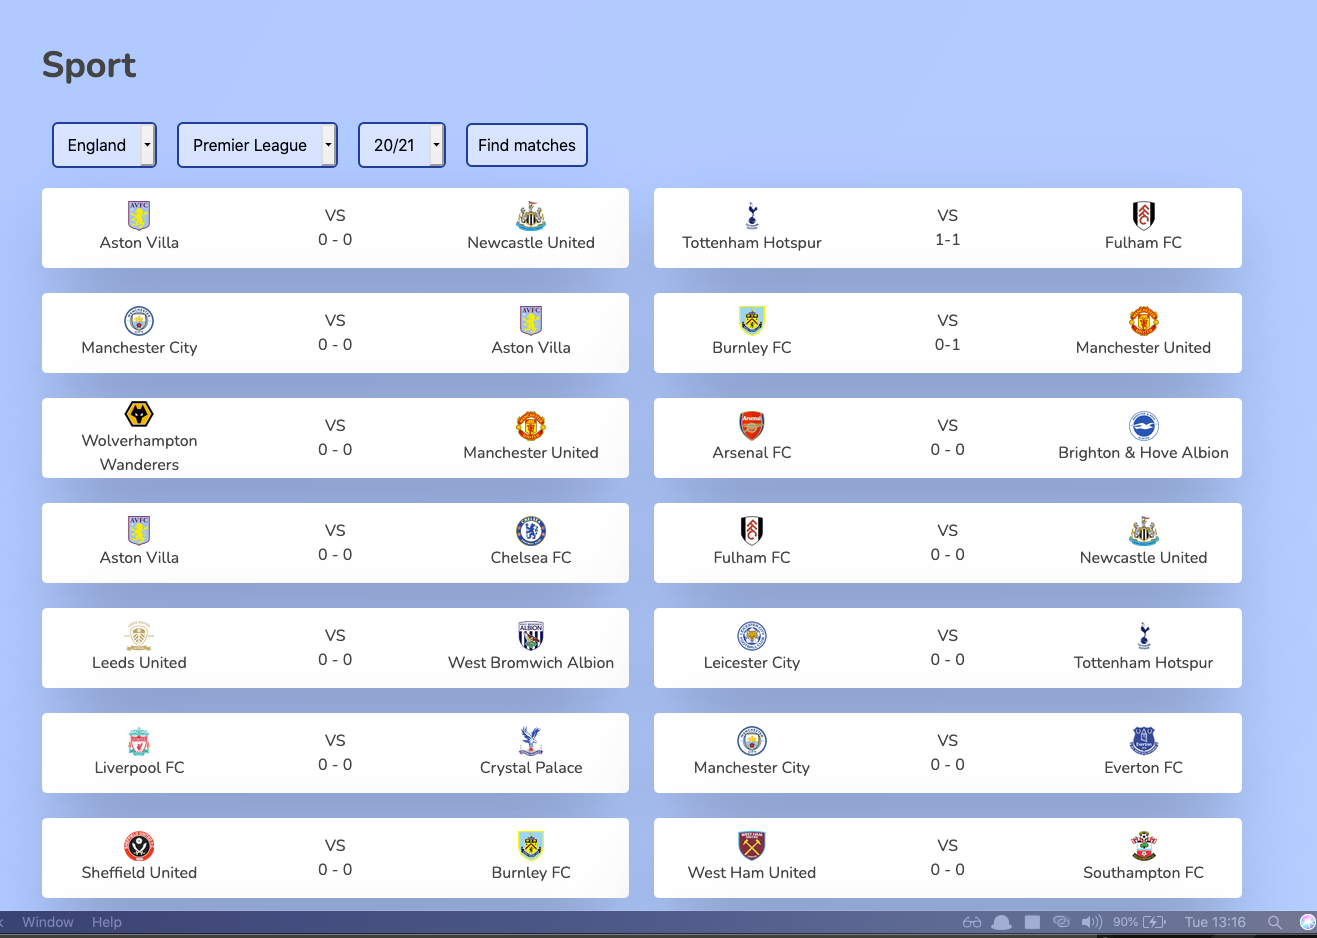 Sport
England
Premier League
20/21
Find matches
Aston Villa
VS
0 - 0
Newcastle United
Tottenham Hotspur
VS
1-1
Fulham FC
Manchester City
VS
0 - 0
Aston Villa
Burnley FC
VS
0-1
Manchester United
Wolverhampton
Wanderers
VS
0 - 0
Manchester United
Arsenal FC
VS
0 - 0
Brighton & Hove Albion
Aston Villa
VS
0 - 0
Chelsea FC
Fulham FC
VS
0 - 0
Newcastle United
Leeds United
VS
0 - 0
West Bromwich Albion
Leicester City
VS
0 - 0
Tottenham Hotspur
Liverpool FC
VS
0 - 0
Crystal Palace
Manchester City
VS
0 - 0
Everton FC
Sheffield United
VS
0 - 0
Burnley FC
West Ham United
VS
0 - 0
Southampton FC
Window Help 90% Tue 13:16